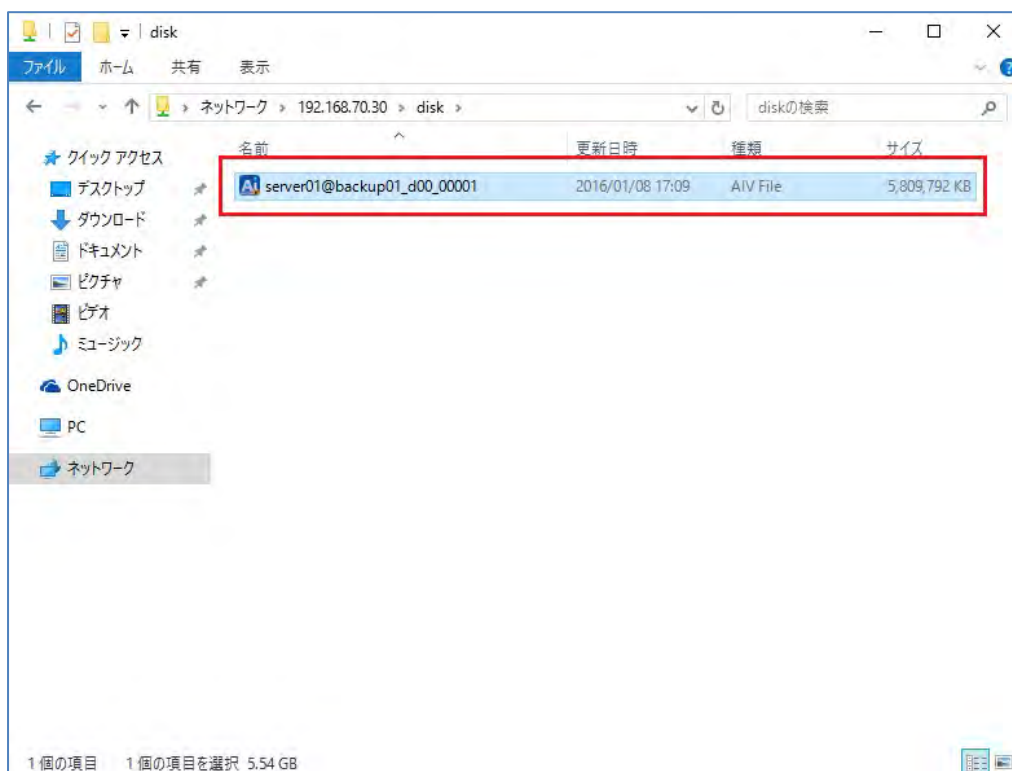 disk
ファイル ホーム 共有 表示
ネットワーク > 192.168.70.30 > disk > diskの検索
名前 更新日時 種類 サイズ
server01@backup01_d00_00001 2016/01/08 17:09 AIV File 5,809,792 KB
クイック アクセス
デスクトップ
ダウンロード
ドキュメント
ピクチャ
ビデオ
ミュージック
OneDrive
PC
ネットワーク
1 個の項目 1 個の項目を選択 5.54 GB